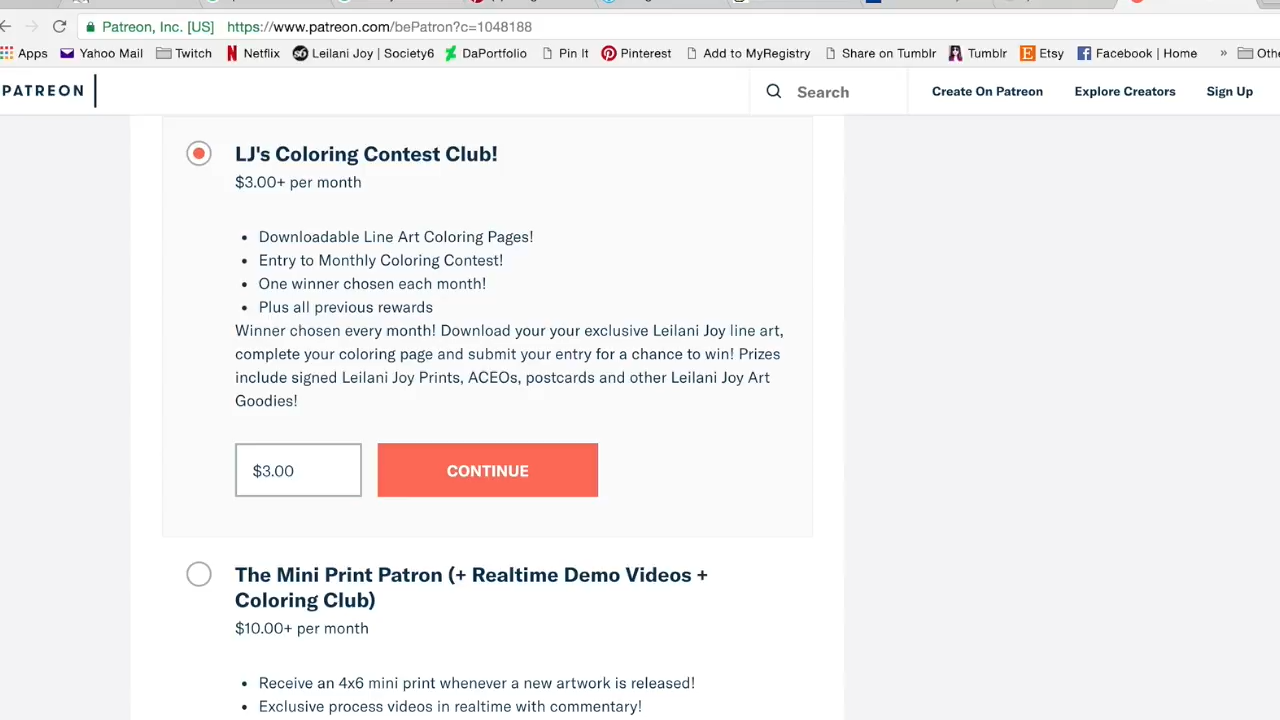 Patreon, Inc. [US] https://www.patreon.com/bePatron?c=1048188
Apps Yahoo Mail Twitch Netflix Leilani Joy | Society6 DaPortfolio Pin It Pinterest Add to MyRegistry Share on Tumblr Tumblr Etsy Facebook | Home »
PATREON Search Create On Patreon Explore Creators Sign Up
LJ's Coloring Contest Club!
$3.00+ per month
• Downloadable Line Art Coloring Pages!
• Entry to Monthly Coloring Contest!
• One winner chosen each month!
• Plus all previous rewards
Winner chosen every month! Download your your exclusive Leilani Joy line art,
complete your coloring page and submit your entry for a chance to win! Prizes
include signed Leilani Joy Prints, ACEOs, postcards and other Leilani Joy Art
Goodies!
$3.00 CONTINUE
The Mini Print Patron (+ Realtime Demo Videos +
Coloring Club)
$10.00+ per month
• Receive an 4x6 mini print whenever a new artwork is released!
• Exclusive process videos in realtime with commentary!